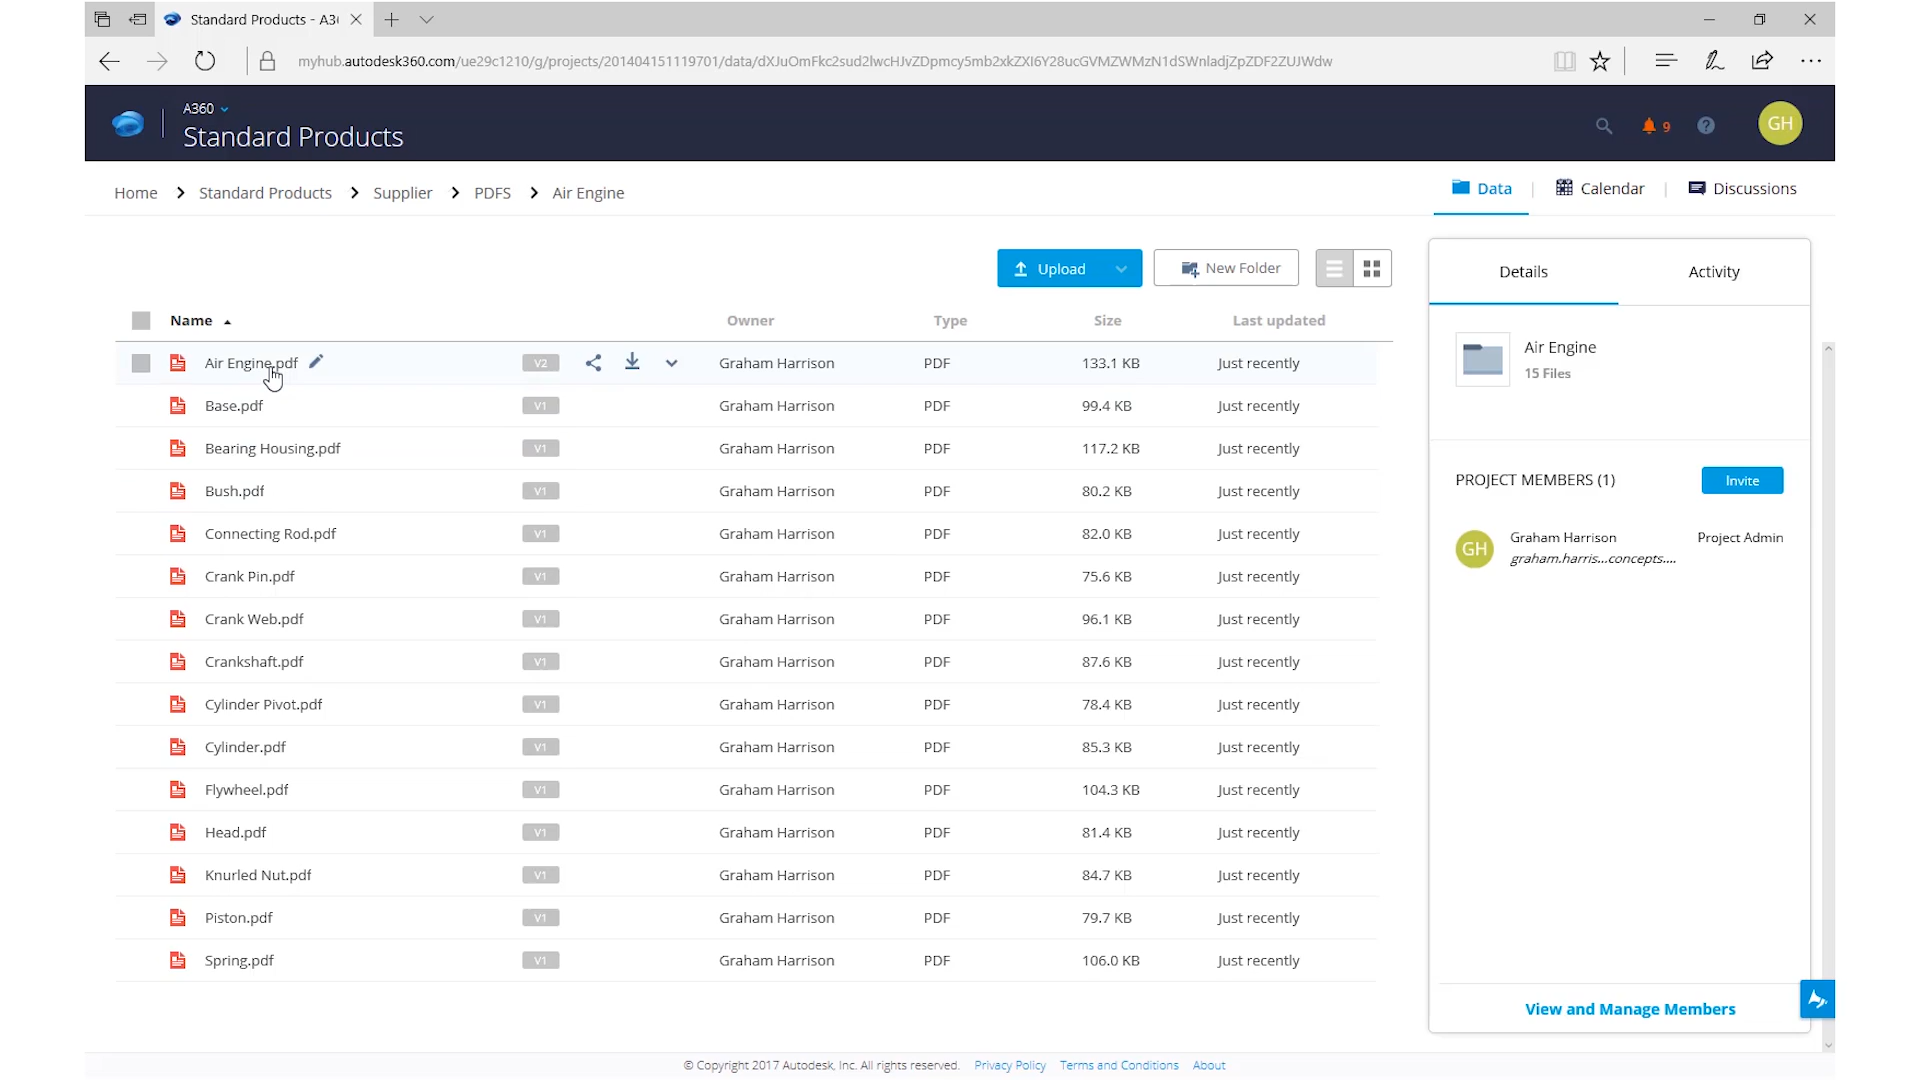 Standard Products - A3
myhub.autodesk360.com/ue29c1210/g/projects/201404151119701/data/dXJuOmFkc2sud2lwcHJvZDpmcy5mb2xkZXI6Y28ucGVMZWMzN1dSWnladjZpZDF2ZUJWdw
A360
Standard Products
9
GH
Home > Standard Products > Supplier > PDFS > Air Engine
Data | Calendar | Discussions
Upload New Folder
Name Owner Type Size Last updated
Air Engine.pdf V2 Graham Harrison PDF 133.1 KB Just recently
Base.pdf V1 Graham Harrison PDF 99.4 KB Just recently
Bearing Housing.pdf V1 Graham Harrison PDF 117.2 KB Just recently
Bush.pdf V1 Graham Harrison PDF 80.2 KB Just recently
Connecting Rod.pdf V1 Graham Harrison PDF 82.0 KB Just recently
Crank Pin.pdf V1 Graham Harrison PDF 75.6 KB Just recently
Crank Web.pdf V1 Graham Harrison PDF 96.1 KB Just recently
Crankshaft.pdf V1 Graham Harrison PDF 87.6 KB Just recently
Cylinder Pivot.pdf V1 Graham Harrison PDF 78.4 KB Just recently
Cylinder.pdf V1 Graham Harrison PDF 85.3 KB Just recently
Flywheel.pdf V1 Graham Harrison PDF 104.3 KB Just recently
Head.pdf V1 Graham Harrison PDF 81.4 KB Just recently
Knurled Nut.pdf V1 Graham Harrison PDF 84.7 KB Just recently
Piston.pdf V1 Graham Harrison PDF 79.7 KB Just recently
Spring.pdf V1 Graham Harrison PDF 106.0 KB Just recently
Details Activity
Air Engine
15 Files
PROJECT MEMBERS (1) Invite
GH Graham Harrison Project Admin
graham.harris...concepts....
View and Manage Members
© Copyright 2017 Autodesk, Inc. All rights reserved. Privacy Policy Terms and Conditions About